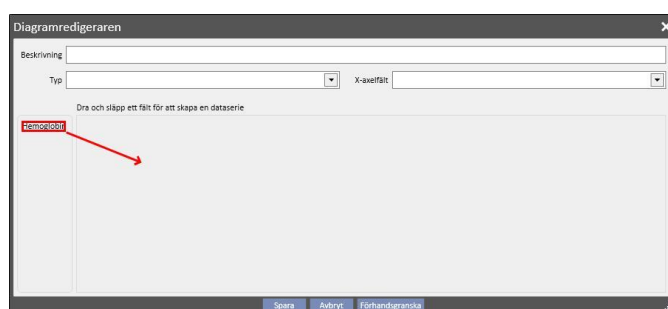 Diagramredigeraren
Beskrivning
Typ
X-axelfält
Dra och släpp ett fält för att skapa en dataserie
Hemoglobin
Spara Avbryt Förhandsgranska